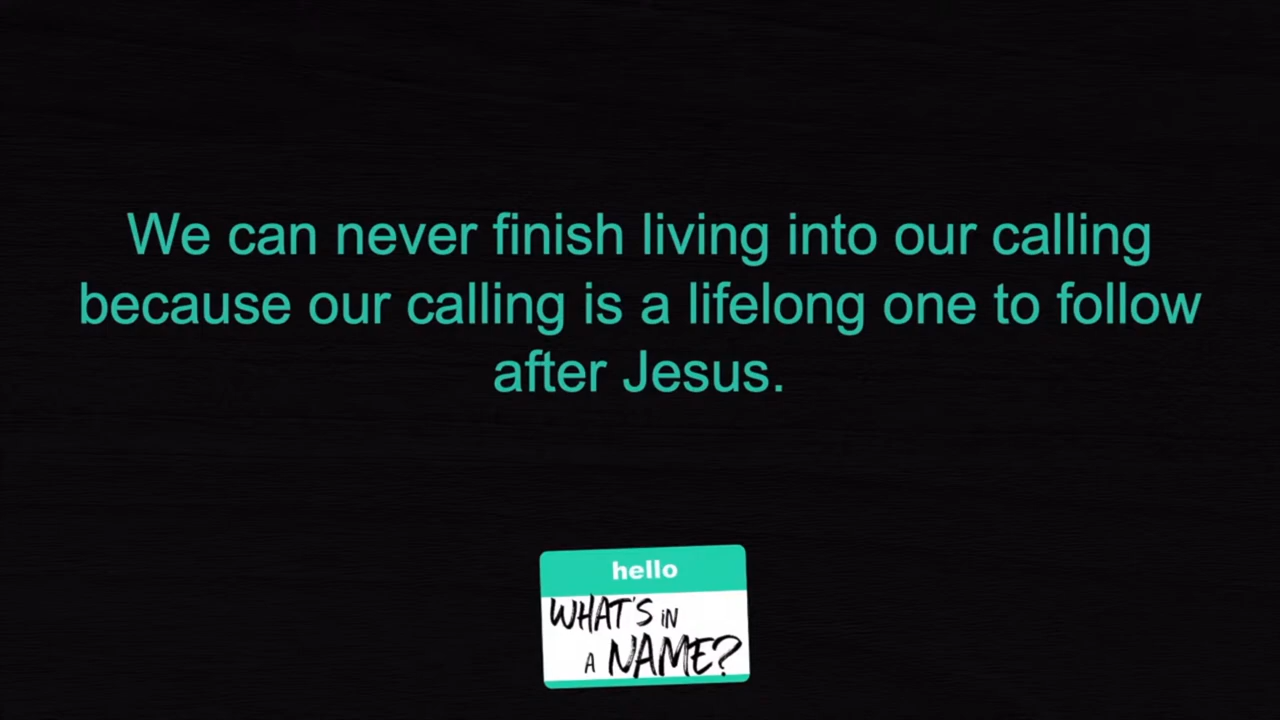 We can never finish living into our calling
because our calling is a lifelong one to follow
after Jesus.
hello
WHAT'S iN
A NAME?